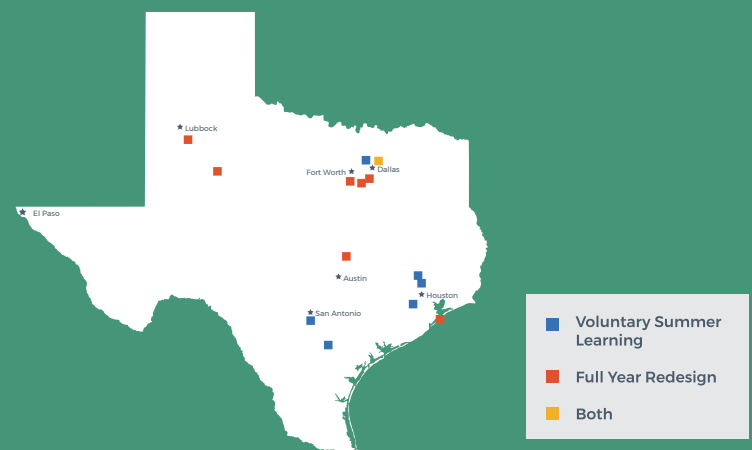 Lubbock
Fort Worth
Dallas
El Paso
Austin
Houston
San Antonio
Voluntary Summer
Learning
Full Year Redesign
Both